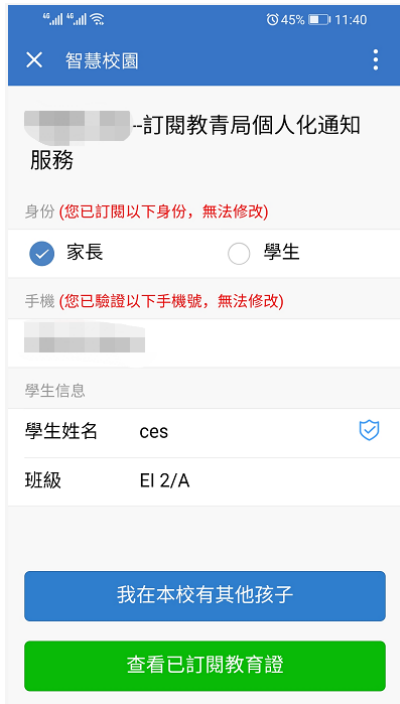 45% 11:40
智慧校園
--訂閱教青局個人化通知
服務
身份 (您已訂閱以下身份，無法修改)
家長 學生
手機 (您已驗證以下手機號，無法修改)
學生信息
學生姓名 ces
班級 EI 2/A
我在本校有其他孩子
查看已訂閱教育證